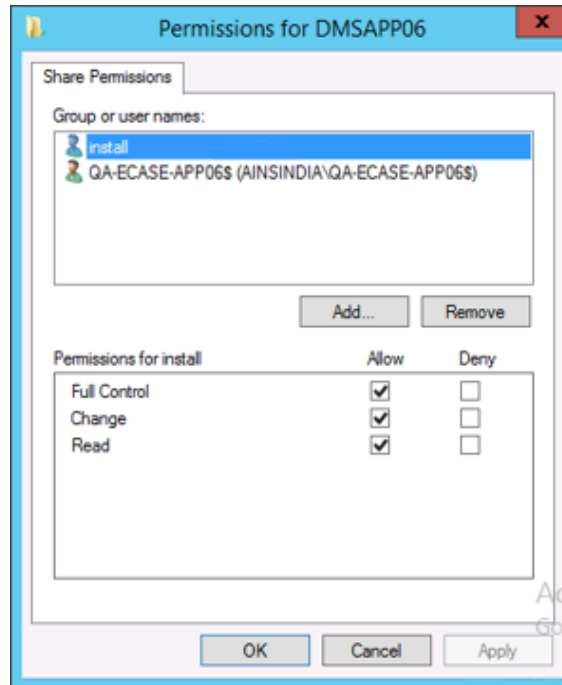 Permissions for DMSAPP06
x
Share Permissions
Group or user names:
install
QA-ECASE-APP06$ (AINSINDIA\QA-ECASE-APP06$)
Add... Remove
Permissions for install Allow Deny
Full Control
Change
Read
OK Cancel Apply